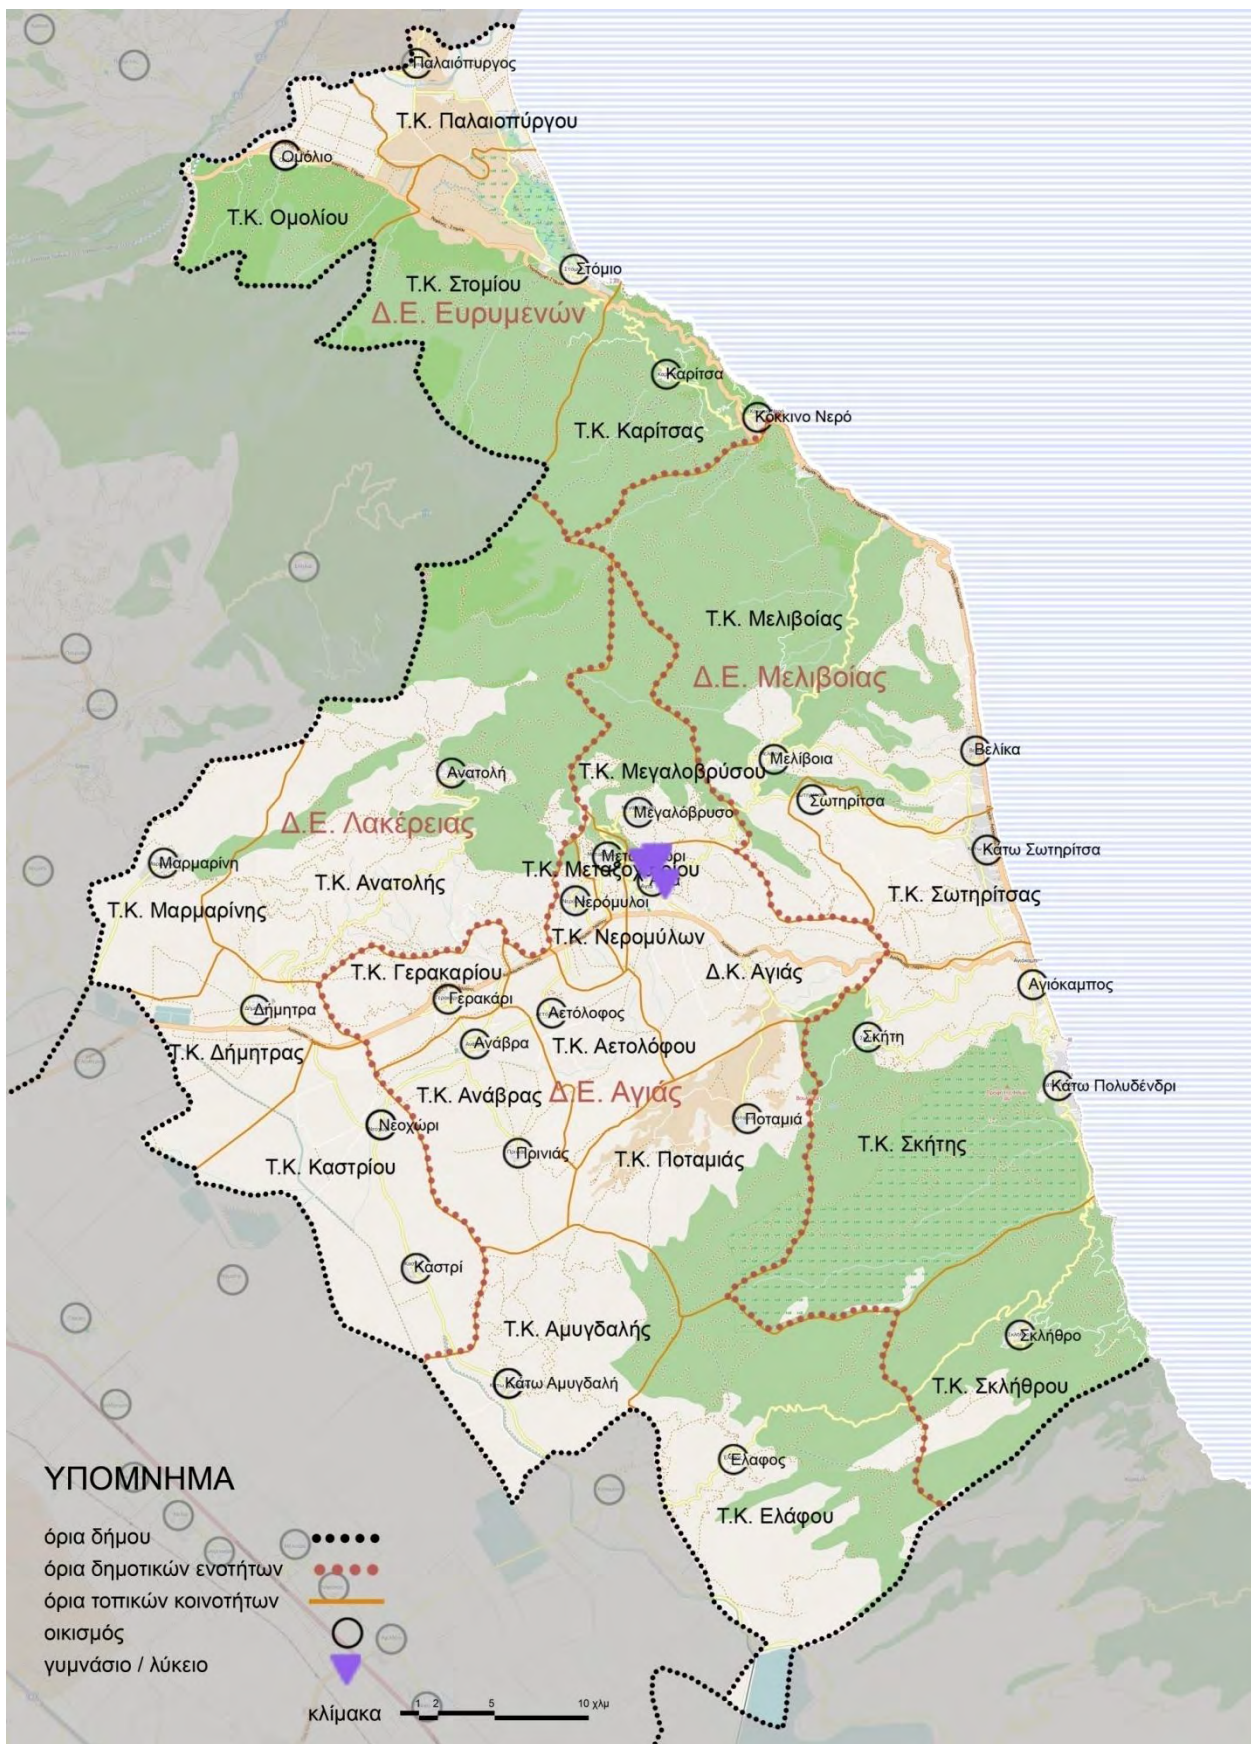 Παλαιόπυργος
Τ.Κ. Παλαιοπύργου
Ομόλιο
Τ.Κ. Ομολίου
Στόμιο
Τ.Κ. Στομίου
Δ.Ε. Ευρυμενών
Καρίτσα
Κόκκινο Νερό
Τ.Κ. Καρίτσας
Τ.Κ. Μελιβοίας
Δ.Ε. Μελιβοίας
Βελίκα
Μελίβοια
Ανατολή
Τ.Κ. Μεγαλοβρύσου
Σωτηρίτσα
Μεγαλόβρυσο
Δ.Ε. Λακέρειας
Κάτω Σωτηρίτσα
Μαρμαρίνη
Τ.Κ. Μεταξοχωρίου
Τ.Κ. Ανατολής
Τ.Κ. Σωτηρίτσας
Νερόμυλοι
Τ.Κ. Μαρμαρίνης
Τ.Κ. Νερομύλων
Τ.Κ. Γερακαρίου
Δ.Κ. Αγιάς
Αγιόκαμπος
Γερακάρι
Δήμητρα
Αετόλοφος
Σκήτη
Ανάβρα
Τ.Κ. Αετολόφου
Τ.Κ. Δήμητρας
Κάτω Πολυδένδρι
Τ.Κ. Ανάβρας
Δ.Ε. Αγιάς
Ποταμιά
Νεοχώρι
Τ.Κ. Σκήτης
Πρινιάς
Τ.Κ. Ποταμιάς
Τ.Κ. Καστρίου
Καστρί
Τ.Κ. Αμυγδαλής
Σκλήθρο
Κάτω Αμυγδαλή
Τ.Κ. Σκλήθρου
Έλαφος
Τ.Κ. Ελάφου
ΥΠΟΜΝΗΜΑ
όρια δήμου
όρια δημοτικών ενοτήτων
όρια τοπικών κοινοτήτων
οικισμός
γυμνάσιο / λύκειο
κλίμακα 1 2 5 10 χλμ